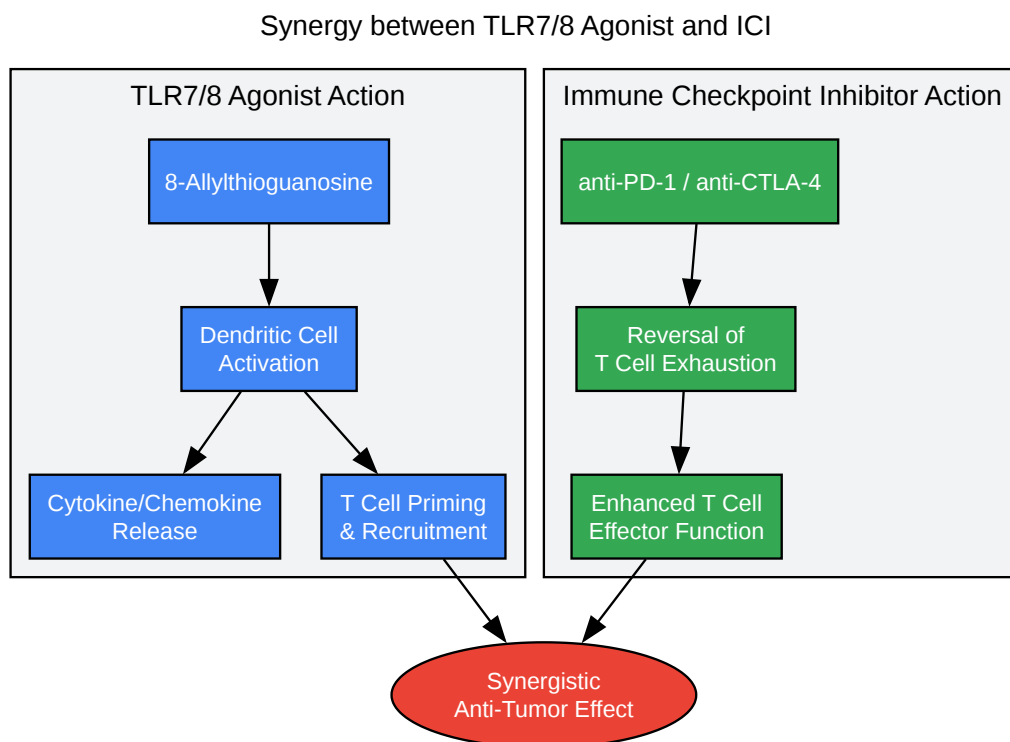 Synergy between TLR7/8 Agonist and ICI
TLR7/8 Agonist Action
8-Allylthioguanosine
Dendritic Cell
Activation
Cytokine/Chemokine
Release
T Cell Priming
& Recruitment
Immune Checkpoint Inhibitor Action
anti-PD-1 / anti-CTLA-4
Reversal of
T Cell Exhaustion
Enhanced T Cell
Effector Function
Synergistic
Anti-Tumor Effect